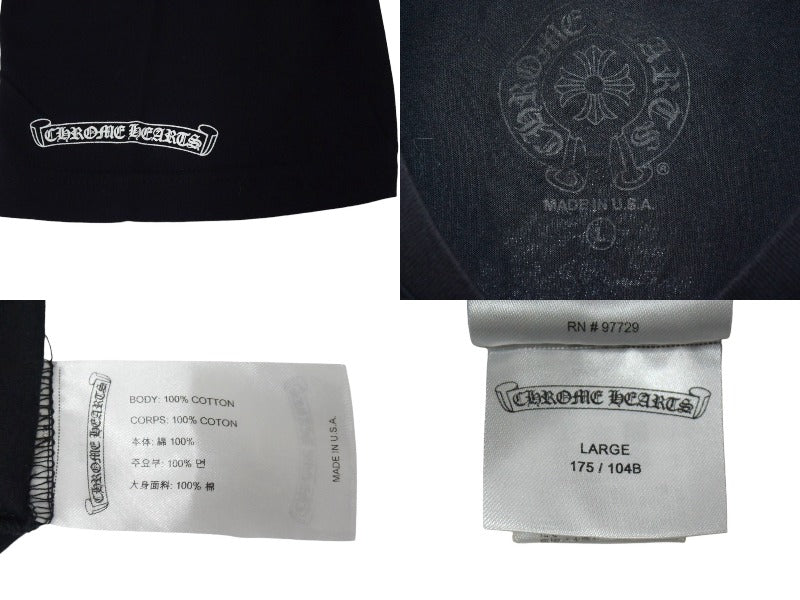 CHROME HEARTS
CHROME HEARTS
®
MADE IN U.S.A.
L
CHROME HEARTS
BODY: 100% COTTON
CORPS: 100% COTON
本体: 綿 100%
주요부: 100% 면
大身面料: 100% 棉
MADE IN U.S.A.
RN # 97729
CHROME HEARTS
LARGE
175 / 104B